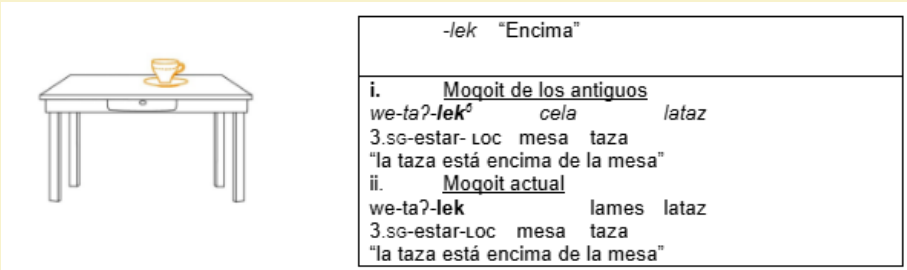 -lek "Encima"
i. Moqoit de los antiguos
we-taʔ-lek⁶ cela lataz
3.SG-estar- LOC mesa taza
"la taza está encima de la mesa"
ii. Moqoit actual
we-taʔ-lek lames lataz
3.SG-estar-LOC mesa taza
"la taza está encima de la mesa"